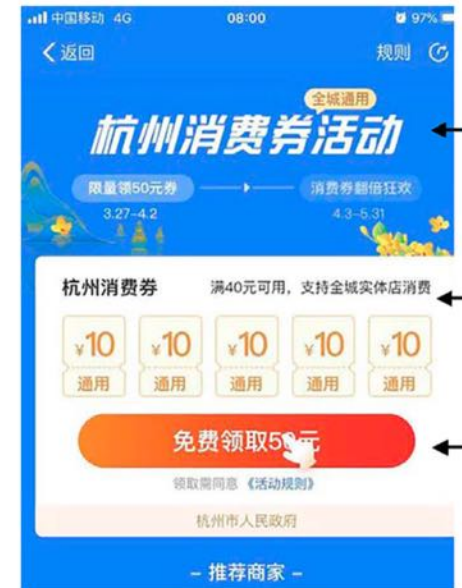 中国移动 4G 08:00 97%
返回 规则
全城通用
杭州消费券活动
限量领50元券 消费券翻倍狂欢
3.27-4.2 4.3-5.31
杭州消费券 满40元可用，支持全城实体店消费
¥10 ¥10 ¥10 ¥10 ¥10
通用 通用 通用 通用 通用
免费领取50元
领取需同意《活动规则》
杭州市人民政府
- 推荐商家 -